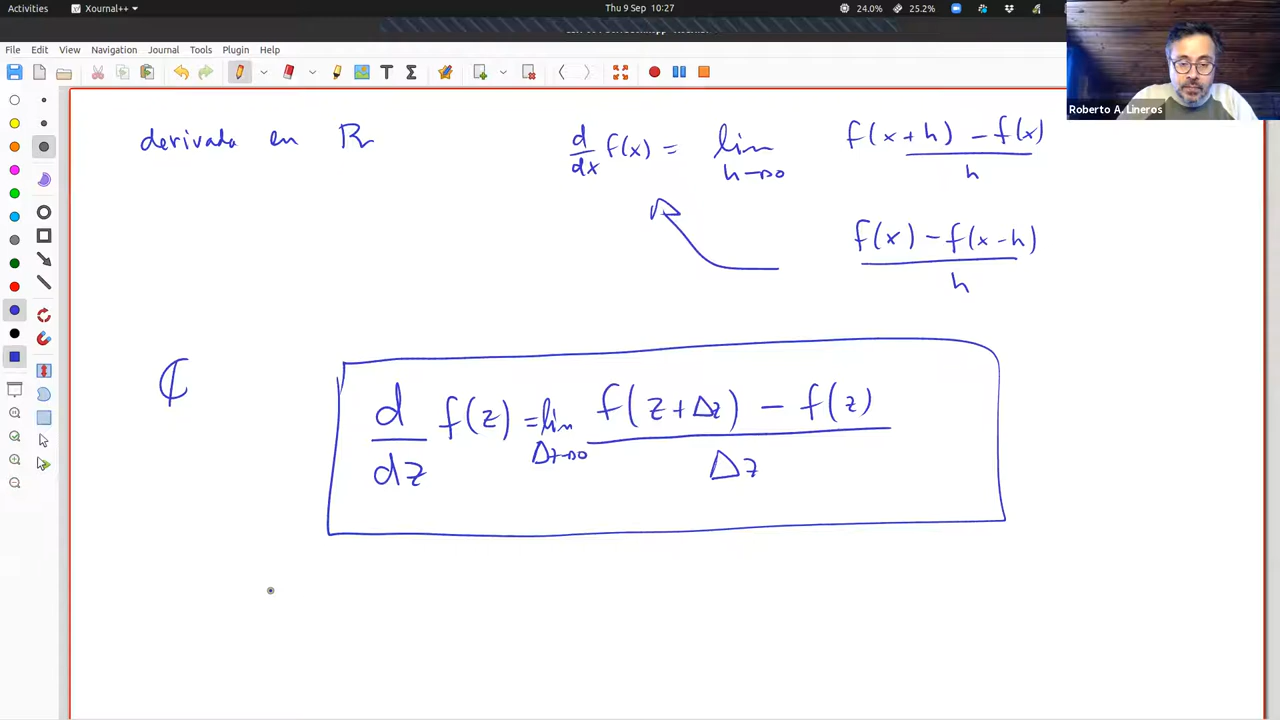 Activities Xournal++ Thu 9 Sep 10:27 24.0% 25.2%
File Edit View Navigation Journal Tools Plugin Help
Roberto A. Lineros
derivada en ℝ d/dx f(x) = lim h→0 f(x+h) - f(x) / h
f(x) - f(x-h) / h
ℂ d/dz f(z) = lim Δz→0 f(z+Δz) - f(z) / Δz